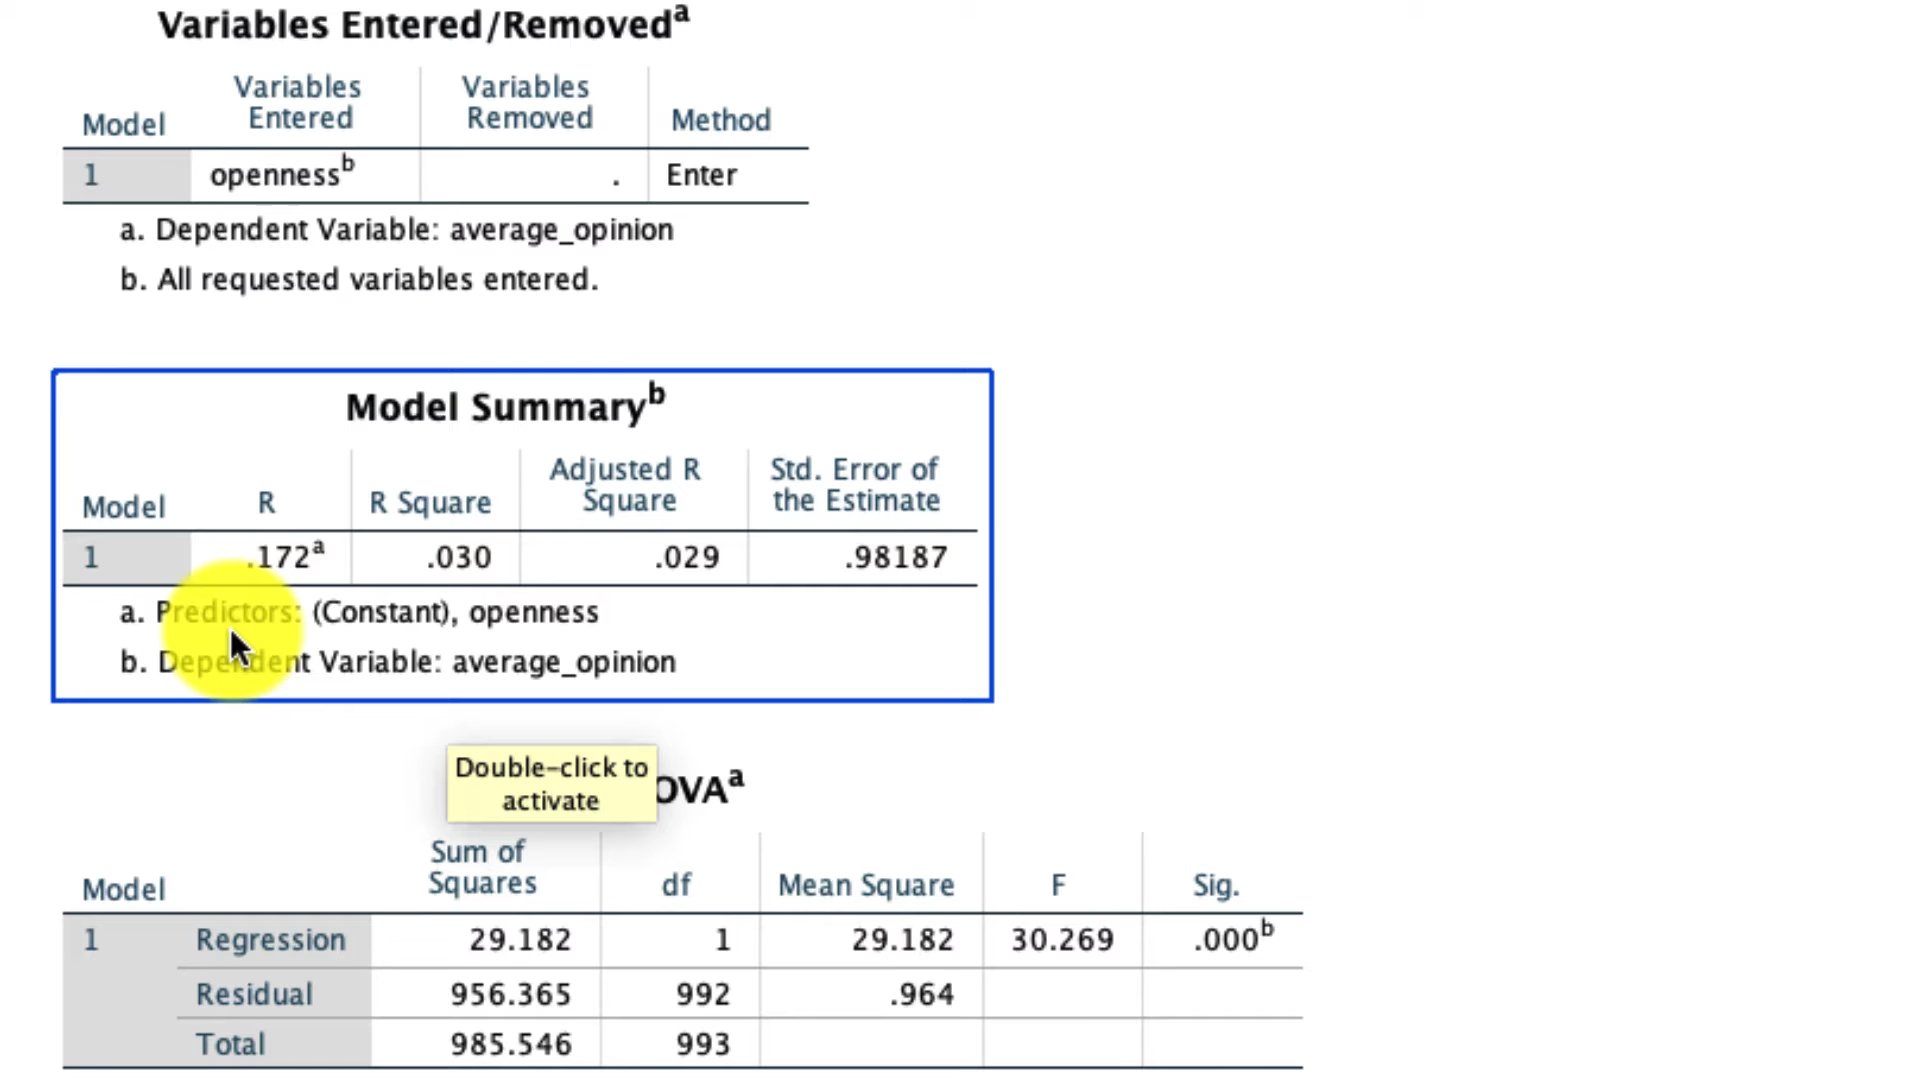 Variables Entered/Removedᵃ
Model Variables Entered Variables Removed Method
1 opennessᵇ . Enter
a. Dependent Variable: average_opinion
b. All requested variables entered.
Model Summaryᵇ
Model R R Square Adjusted R Square Std. Error of the Estimate
1 .172ᵃ .030 .029 .98187
a. Predictors: (Constant), openness
b. Dependent Variable: average_opinion
Double-click to
activate
OVAᵃ
Model Sum of Squares df Mean Square F Sig.
1 Regression 29.182 1 29.182 30.269 .000ᵇ
Residual 956.365 992 .964
Total 985.546 993